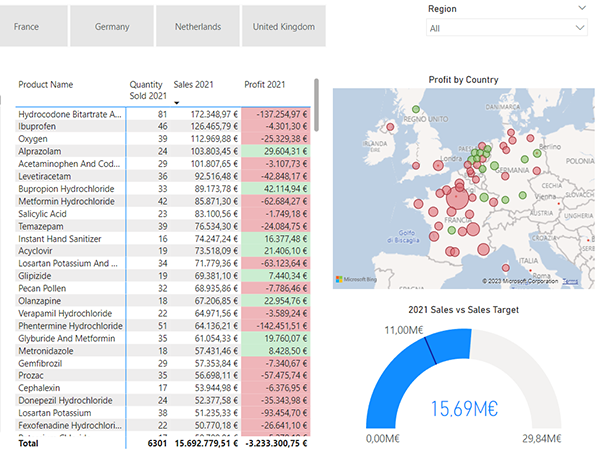 France Germany Netherlands United Kingdom
Region
All
Product Name Quantity Sold 2021 Sales 2021 Profit 2021
Hydrocodone Bitartrate A... 81 172.348,97 € -137.254,97 €
Ibuprofen 46 126.465,79 € -4.301,30 €
Oxygen 39 112.969,88 € -25.329,38 €
Alprazolam 24 103.803,45 € 29.604,31 €
Acetaminophen And Cod... 29 101.807,65 € -3.107,73 €
Levetiracetam 36 92.516,48 € -42.848,17 €
Bupropion Hydrochloride 33 89.173,78 € 42.114,94 €
Metformin Hydrochloride 42 85.871,30 € -62.684,27 €
Salicylic Acid 23 83.100,56 € -1.749,18 €
Temazepam 39 76.534,30 € -24.084,75 €
Instant Hand Sanitizer 16 74.247,24 € 16.377,48 €
Acyclovir 29 73.518,09 € 21.406,10 €
Losartan Potassium And ... 34 71.779,36 € -63.123,64 €
Glipizide 19 69.381,10 € 7.440,34 €
Pecan Pollen 32 68.935,86 € -7.786,46 €
Olanzapine 18 67.206,85 € 22.954,76 €
Verapamil Hydrochloride 22 64.971,56 € -3.589,24 €
Phentermine Hydrochloride 51 64.136,21 € -142.451,51 €
Glyburide And Metformin 35 61.054,33 € 19.760,07 €
Metronidazole 18 57.431,46 € 8.428,50 €
Gemfibrozil 29 57.353,84 € -7.340,67 €
Prozac 35 56.698,11 € -57.475,74 €
Cephalexin 17 53.944,98 € -6.376,95 €
Donepezil Hydrochloride 24 52.377,58 € -35.343,98 €
Losartan Potassium 38 51.235,33 € -93.454,70 €
Fexofenadine Hydrochlori... 22 50.770,18 € -26.641,10 €
Total 6301 15.692.779,51 € -3.233.300,75 €
Profit by Country
REGNO UNITO
DANIMARCA
IRLANDA
Londra
Berlino
POLONIA
GERMANIA
CECHIA
SLOVACCHIA
Vienna
AUSTRIA
UNGHERIA
FRANCIA
CROAZIA
Golfo
di Biscaglia
ITALIA
Roma
Microsoft Bing
© 2023 Microsoft Corporation Terms
2021 Sales vs Sales Target
11,00M€
15,69M€
0,00M€ 29,84M€